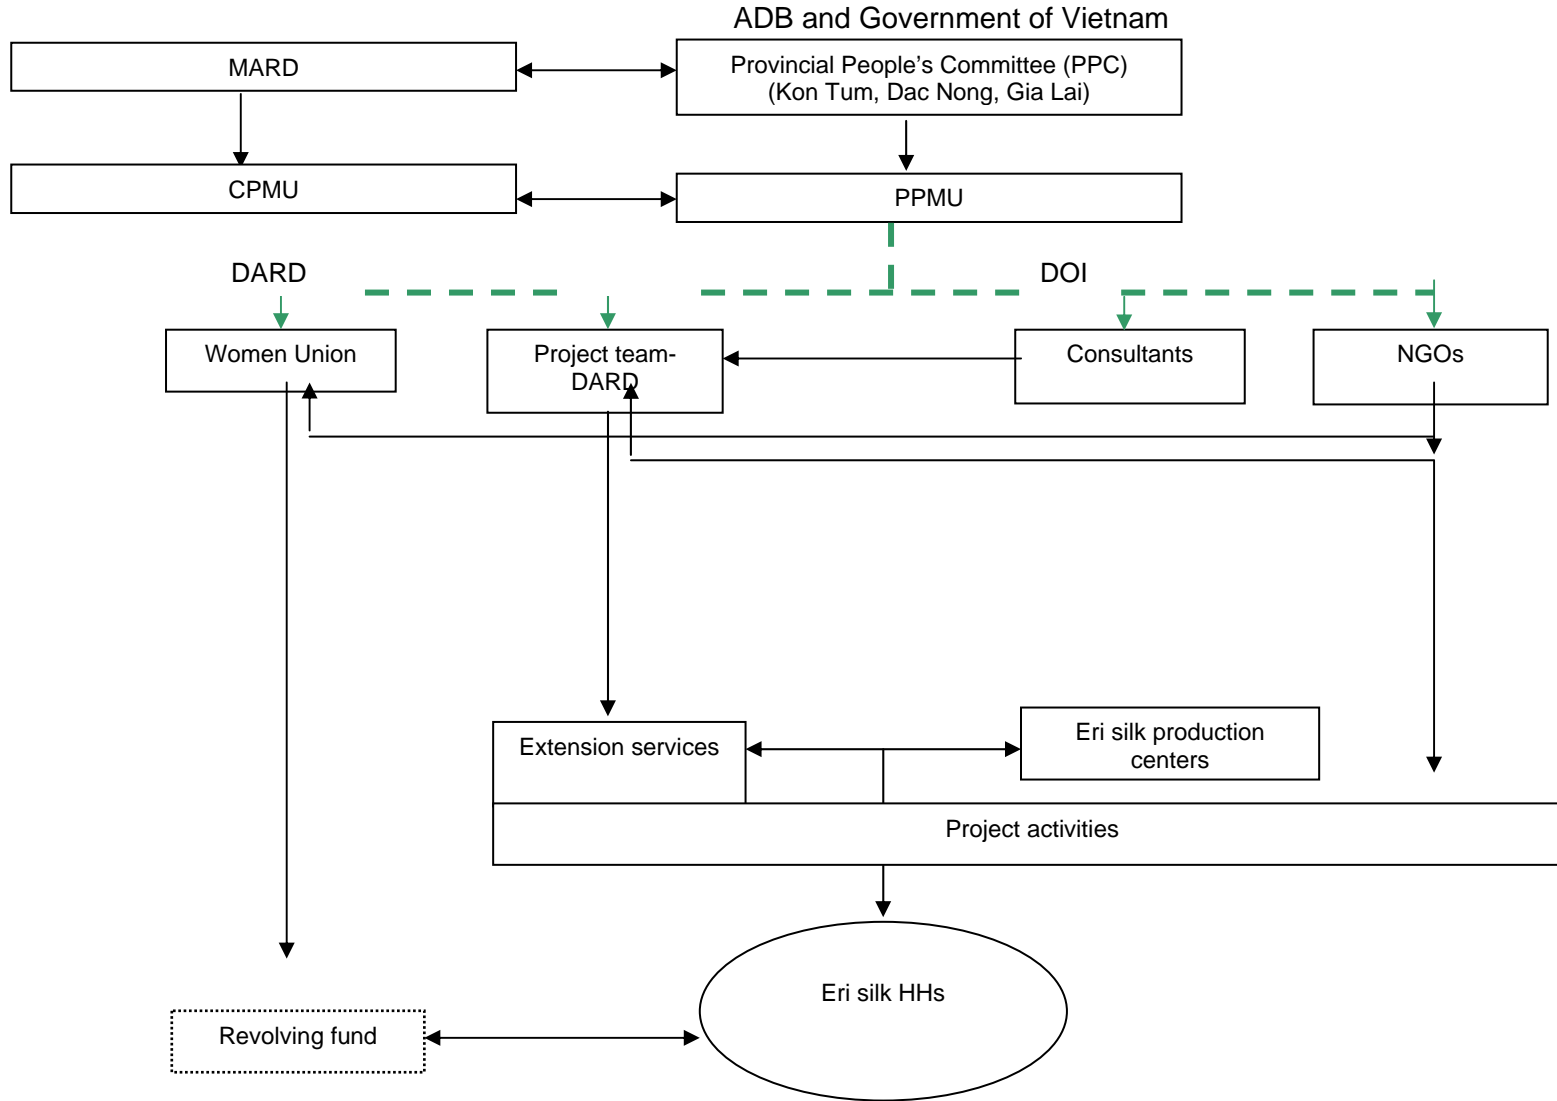 ADB and Government of Vietnam
MARD
Provincial People's Committee (PPC)
(Kon Tum, Dac Nong, Gia Lai)
CPMU
PPMU
DARD
DOI
Women Union
Project team-
DARD
Consultants
NGOs
Extension services
Eri silk production
centers
Project activities
Eri silk HHs
Revolving fund